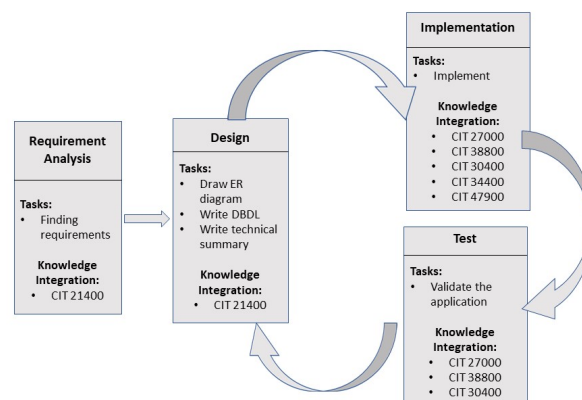 Requirement
Analysis
Tasks:
• Finding
requirements
Knowledge
Integration:
• CIT 21400
Design
Tasks:
• Draw ER
diagram
• Write DBDL
• Write technical
summary
Knowledge
Integration:
• CIT 21400
Implementation
Tasks:
• Implement
Knowledge
Integration:
• CIT 27000
• CIT 38800
• CIT 30400
• CIT 34400
• CIT 47900
Test
Tasks:
• Validate the
application
Knowledge
Integration:
• CIT 27000
• CIT 38800
• CIT 30400